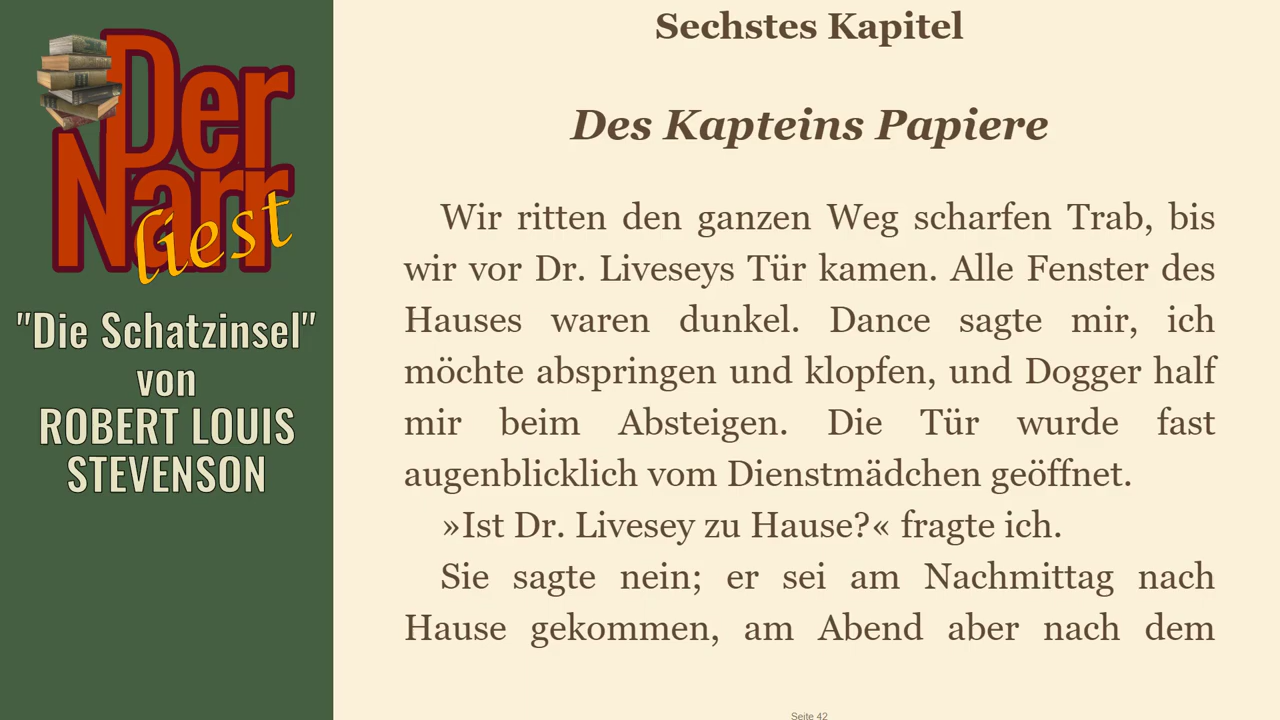 Der
Narr
liest
"Die Schatzinsel"
von
ROBERT LOUIS
STEVENSON
Sechstes Kapitel
Des Kapteins Papiere
Wir ritten den ganzen Weg scharfen Trab, bis
wir vor Dr. Liveseys Tür kamen. Alle Fenster des
Hauses waren dunkel. Dance sagte mir, ich
möchte abspringen und klopfen, und Dogger half
mir beim Absteigen. Die Tür wurde fast
augenblicklich vom Dienstmädchen geöffnet.
»Ist Dr. Livesey zu Hause?« fragte ich.
Sie sagte nein; er sei am Nachmittag nach
Hause gekommen, am Abend aber nach dem
Seite 42